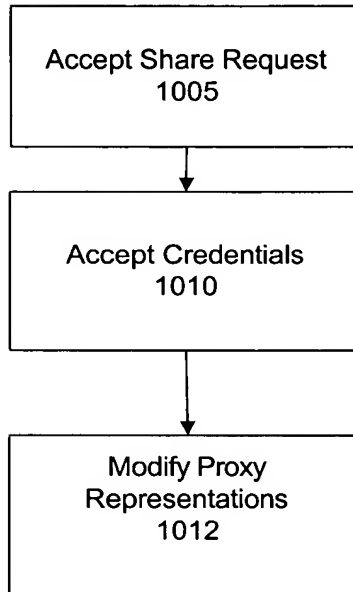 Accept Share Request
1005
Accept Credentials
1010
Modify Proxy
Representations
1012